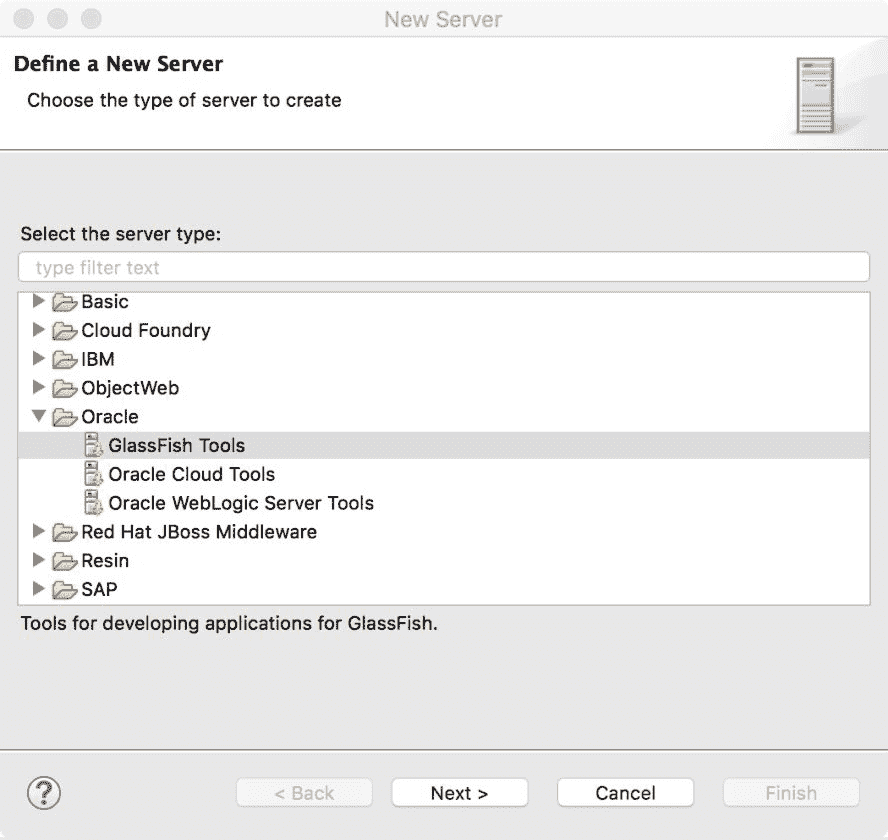 New Server
Define a New Server
Choose the type of server to create
Select the server type:
type filter text
Basic
Cloud Foundry
IBM
ObjectWeb
Oracle
GlassFish Tools
Oracle Cloud Tools
Oracle WebLogic Server Tools
Red Hat JBoss Middleware
Resin
SAP
Tools for developing applications for GlassFish.
? < Back Next > Cancel Finish